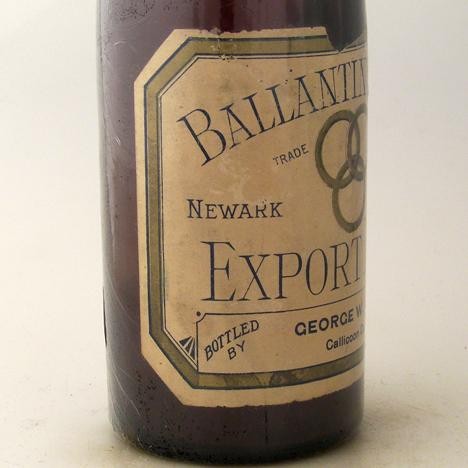 BALLANTIN
TRADE
NEWARK
EXPORT
BOTTLED
BY
GEORGE W
Callicoon